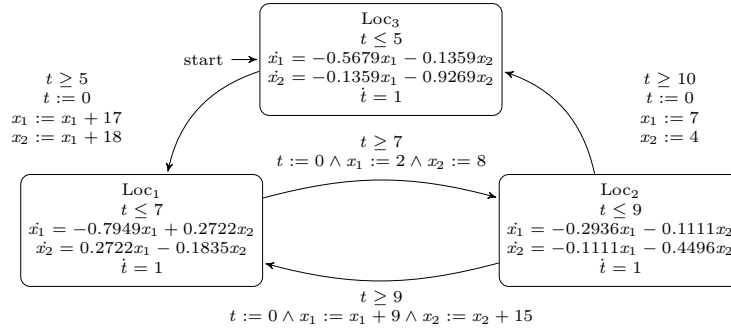 Loc₃
t ≤ 5
start
ẋ₁ = −0.5679x₁ − 0.1359x₂
ẋ₂ = −0.1359x₁ − 0.9269x₂
ṫ = 1
t ≥ 5
t := 0
x₁ := x₁ + 17
x₂ := x₁ + 18
t ≥ 10
t := 0
x₁ := 7
x₂ := 4
t ≥ 7
t := 0 ∧ x₁ := 2 ∧ x₂ := 8
Loc₁
t ≤ 7
ẋ₁ = −0.7949x₁ + 0.2722x₂
ẋ₂ = 0.2722x₁ − 0.1835x₂
ṫ = 1
Loc₂
t ≤ 9
ẋ₁ = −0.2936x₁ − 0.1111x₂
ẋ₂ = −0.1111x₁ − 0.4496x₂
ṫ = 1
t ≥ 9
t := 0 ∧ x₁ := x₁ + 9 ∧ x₂ := x₂ + 15